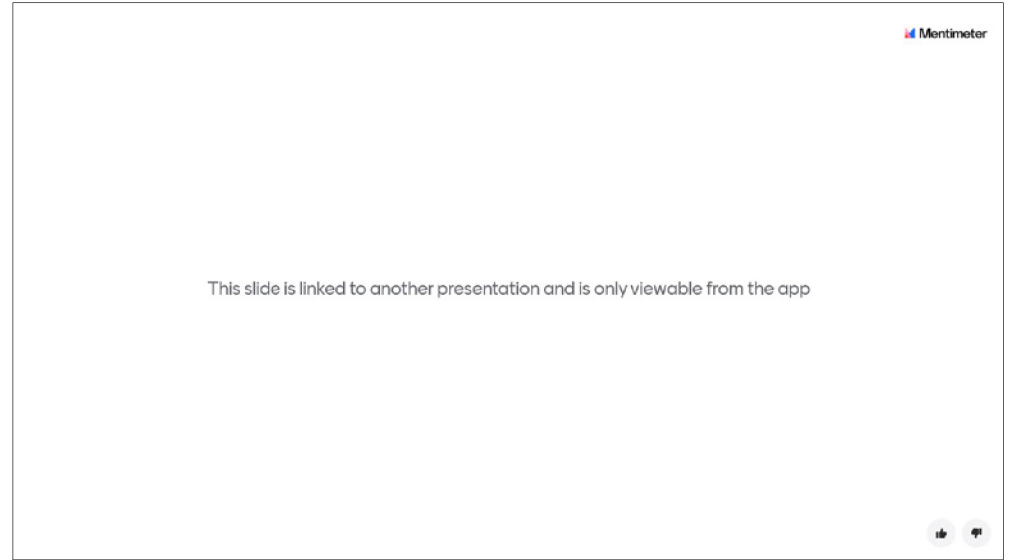 Mentimeter
This slide is linked to another presentation and is only viewable from the app